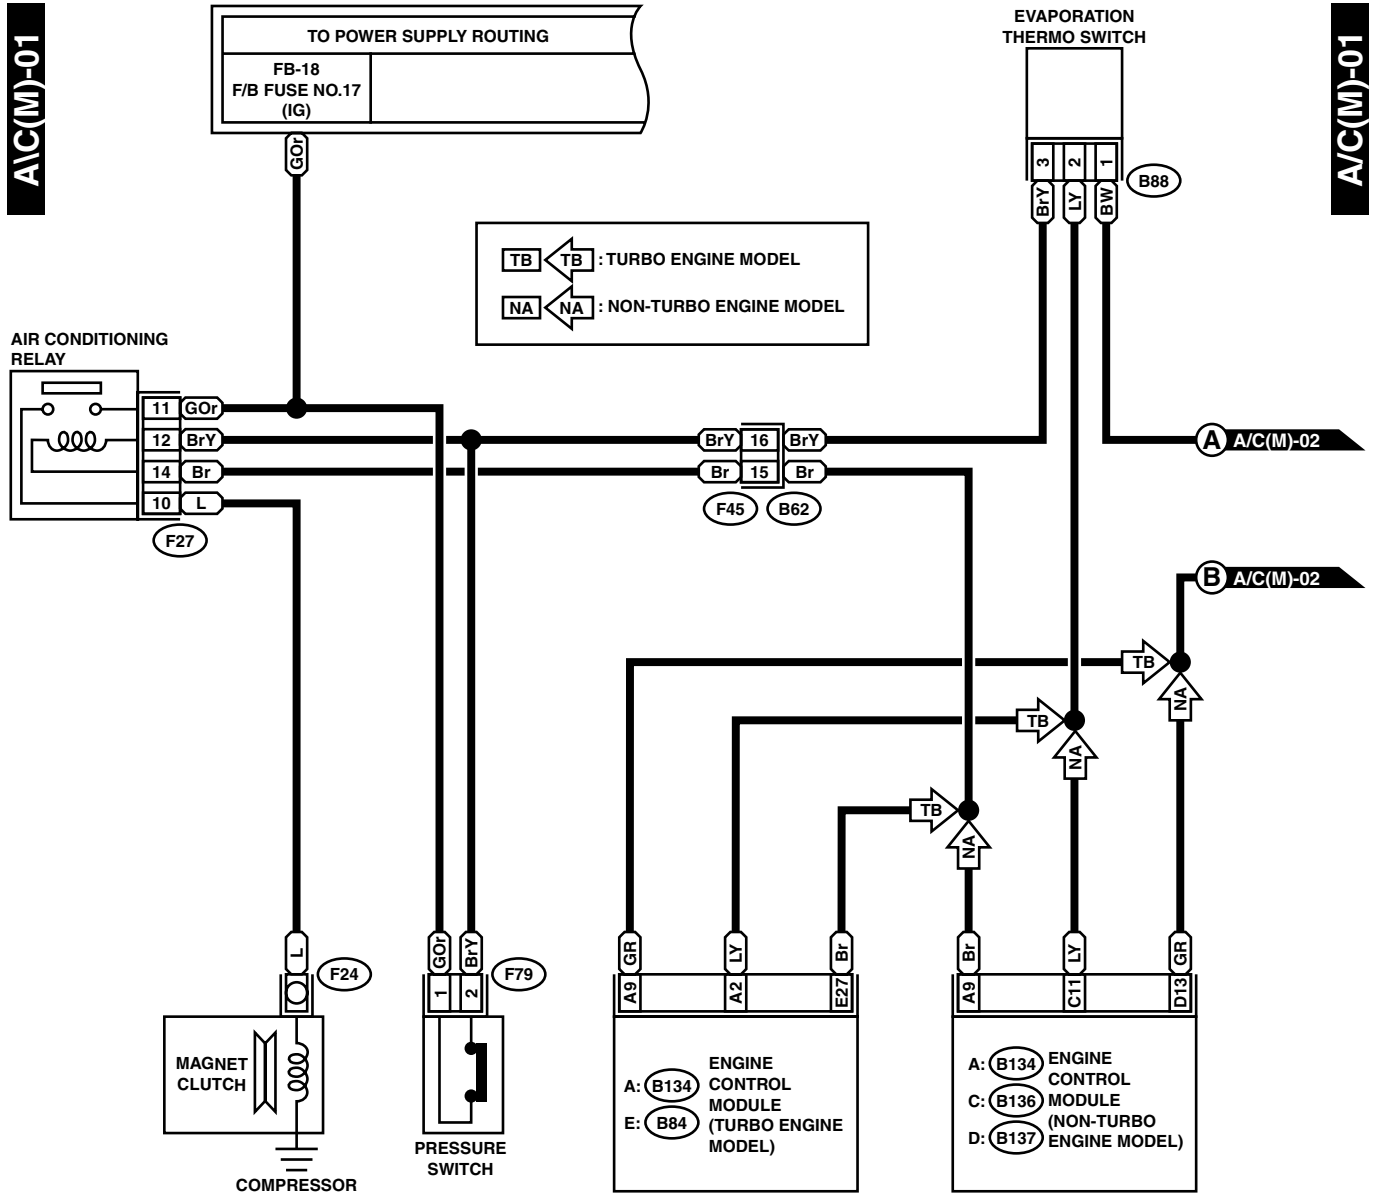 A\C(M)-01
A/C(M)-01
TO POWER SUPPLY ROUTING
FB-18
F/B FUSE NO.17
(IG)
GOr
EVAPORATION
THERMO SWITCH
3
2
1
BrY
LY
BW
B88
TB
TB
: TURBO ENGINE MODEL
NA
NA
: NON-TURBO ENGINE MODEL
AIR CONDITIONING
RELAY
11
GOr
12
BrY
14
Br
10
L
F27
BrY
16
BrY
Br
15
Br
F45
B62
A
A/C(M)-02
B
A/C(M)-02
TB
NA
TB
NA
TB
NA
L
F24
GOr
BrY
F79
1
2
GR
LY
Br
A9
A2
E27
Br
LY
GR
A9
C11
D13
MAGNET
CLUTCH
COMPRESSOR
PRESSURE
SWITCH
A: B134
E: B84
ENGINE
CONTROL
MODULE
(TURBO ENGINE
MODEL)
A: B134
C: B136
D: B137
ENGINE
CONTROL
MODULE
(NON-TURBO
ENGINE MODEL)